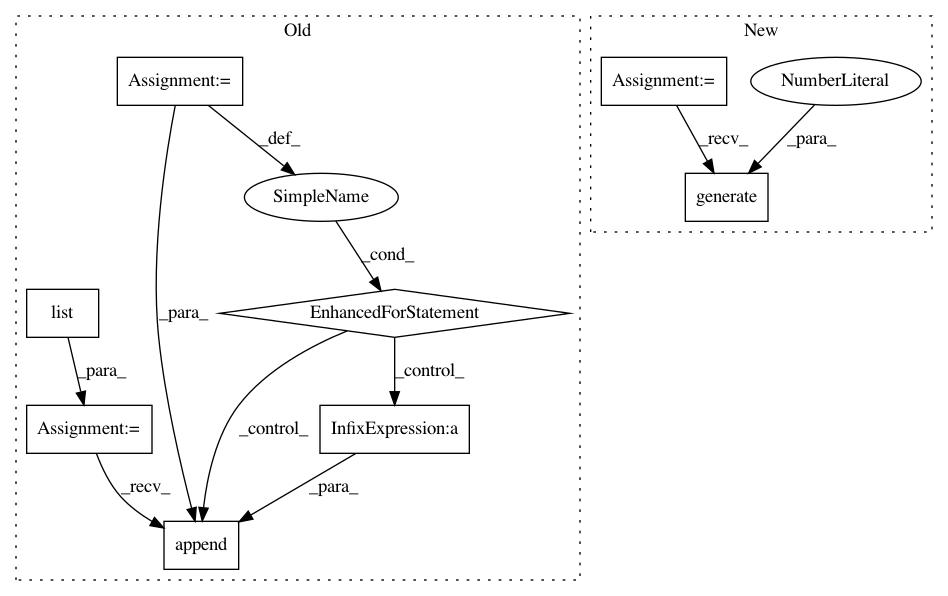 Old
New
Assignment:=
Assignment:=
NumberLiteral
_def_
_recv_
_para_
SimpleName
generate
_cond_
list
_para_
EnhancedForStatement
_para_
_control_
Assignment:=
_control_
InfixExpression:a
_recv_
_para_
append